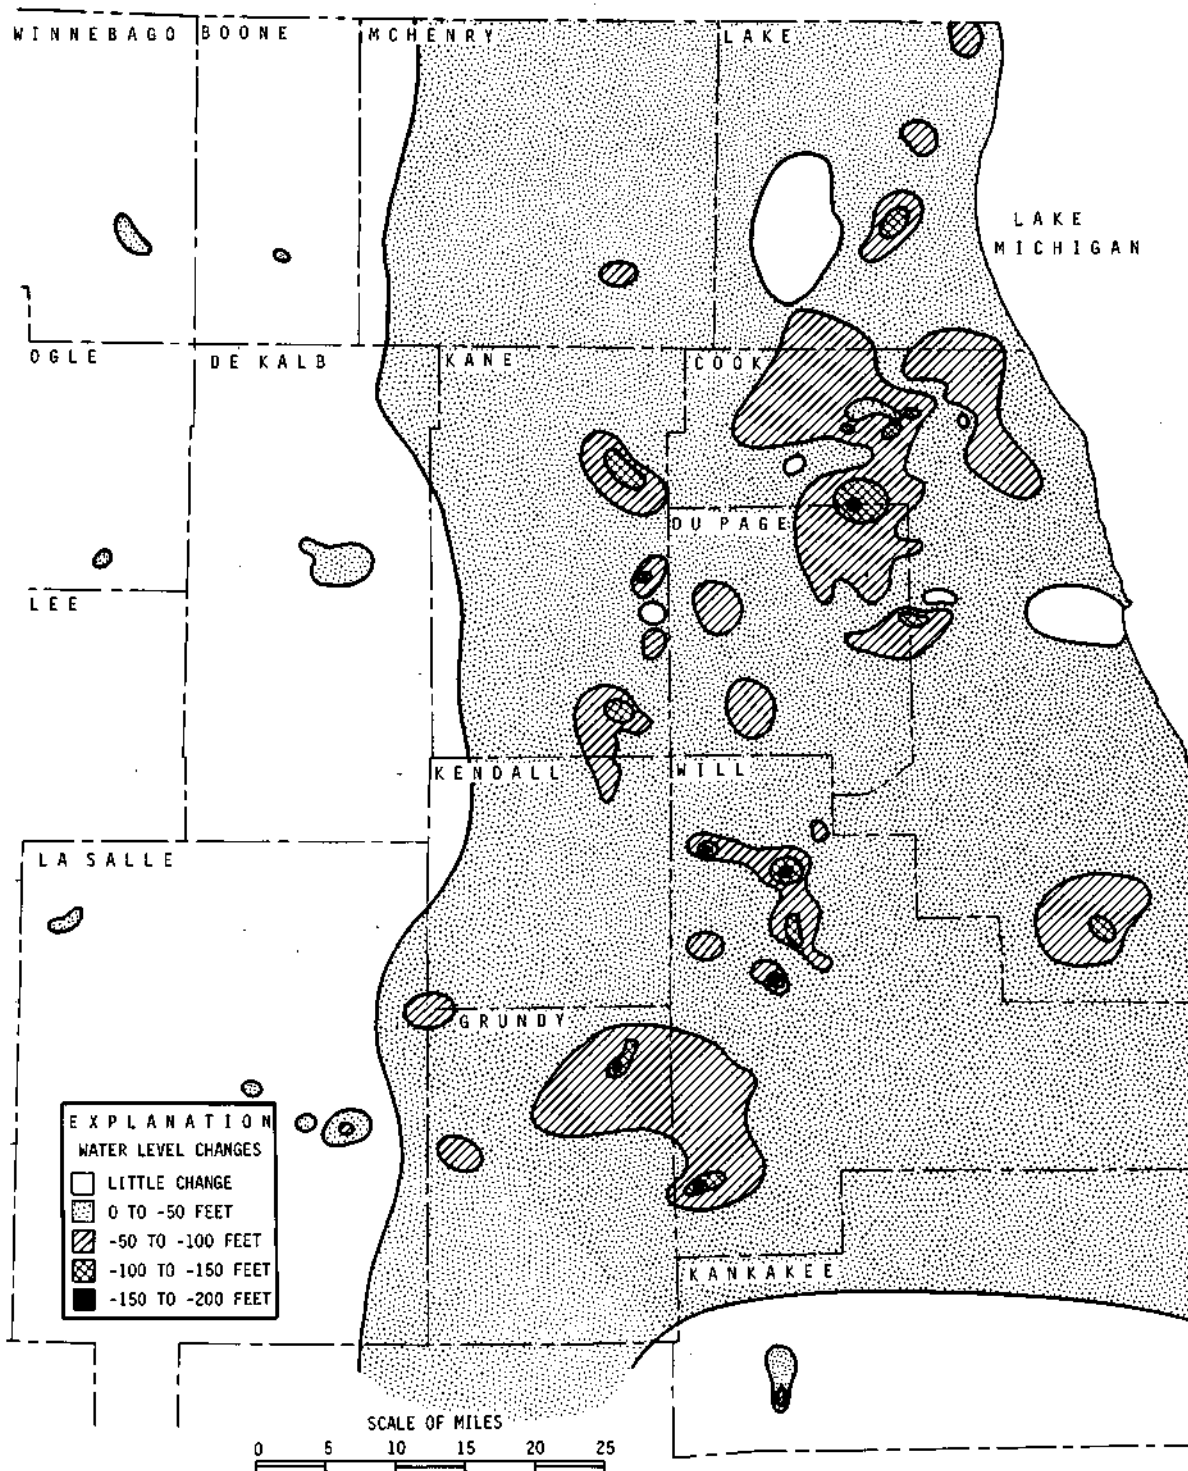 WINNEBAGO
BOONE
MCHENRY
LAKE
LAKE
MICHIGAN
OGLE
DE KALB
KANE
COOK
DU PAGE
LEE
KENDALL
WILL
LA SALLE
GRUNDY
EXPLANATION
WATER LEVEL CHANGES
LITTLE CHANGE
0 TO -50 FEET
-50 TO -100 FEET
-100 TO -150 FEET
-150 TO -200 FEET
KANKAKEE
SCALE OF MILES
0 5 10 15 20 25